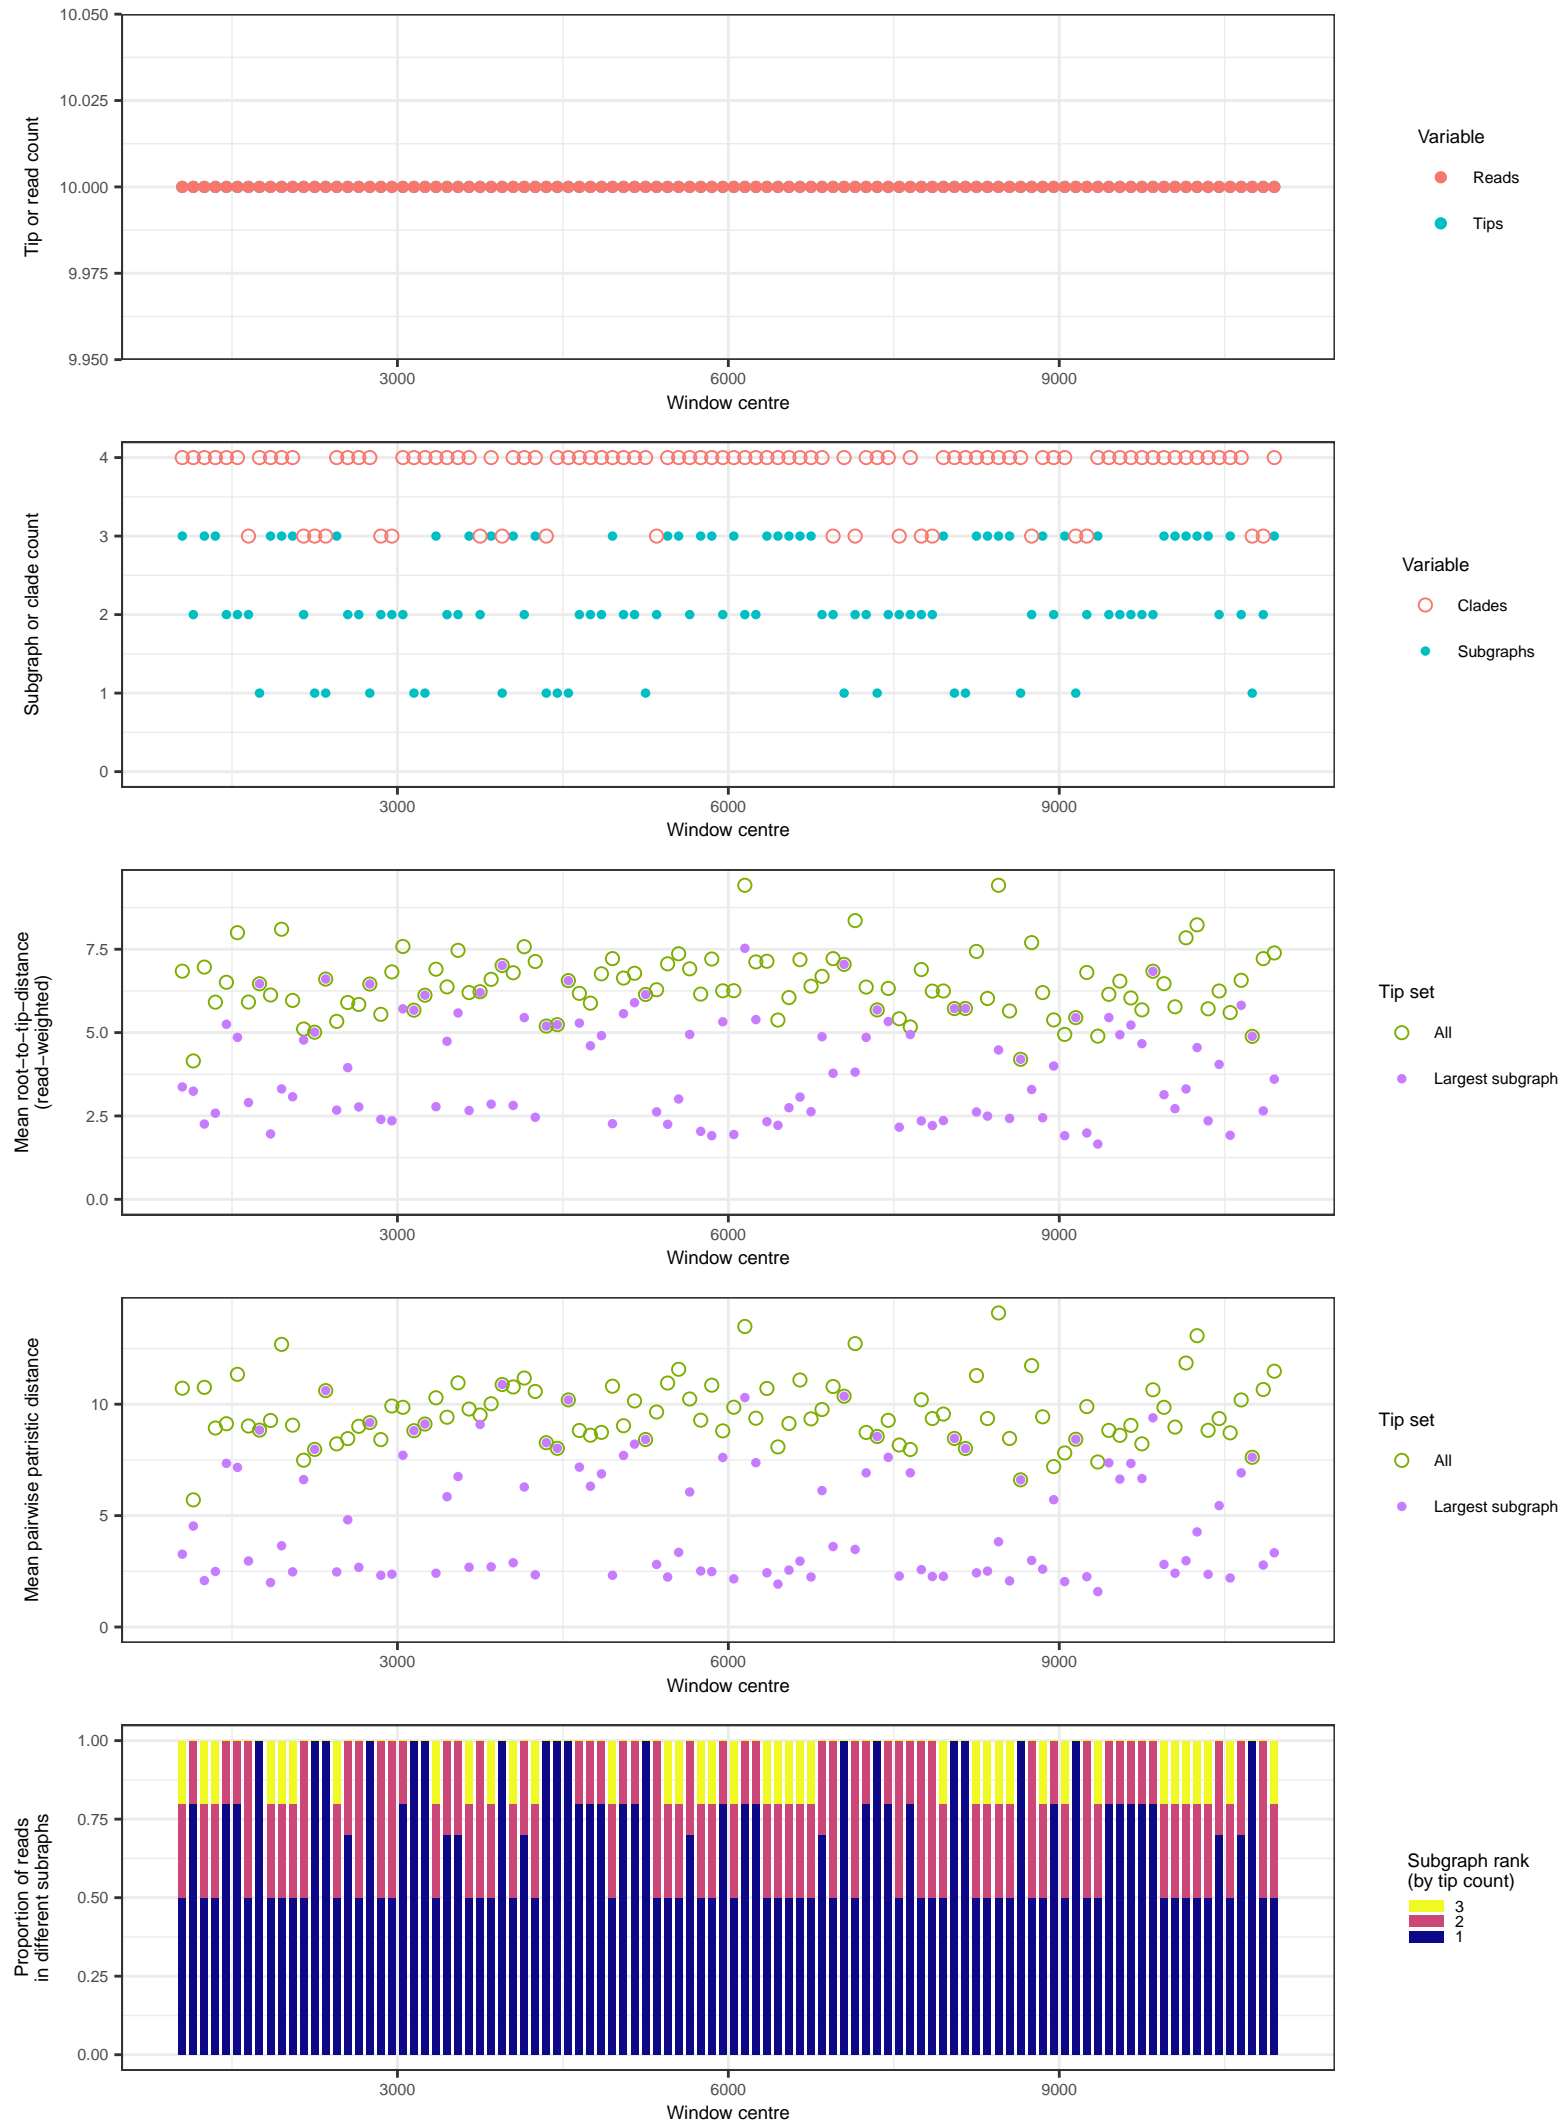 10.050
10.025
10.000
9.975
9.950
Tip or read count
3000 6000 9000
Window centre
Variable
Reads
Tips
4
3
2
1
0
Subgraph or clade count
3000 6000 9000
Window centre
Variable
Clades
Subgraphs
7.5
5.0
2.5
0.0
Mean root−to−tip−distance
(read−weighted)
3000 6000 9000
Window centre
Tip set
All
Largest subgraph
10
5
0
Mean pairwise patristic distance
3000 6000 9000
Window centre
Tip set
All
Largest subgraph
1.00
0.75
0.50
0.25
0.00
Proportion of reads
in different subraphs
3000 6000 9000
Window centre
Subgraph rank
(by tip count)
3
2
1